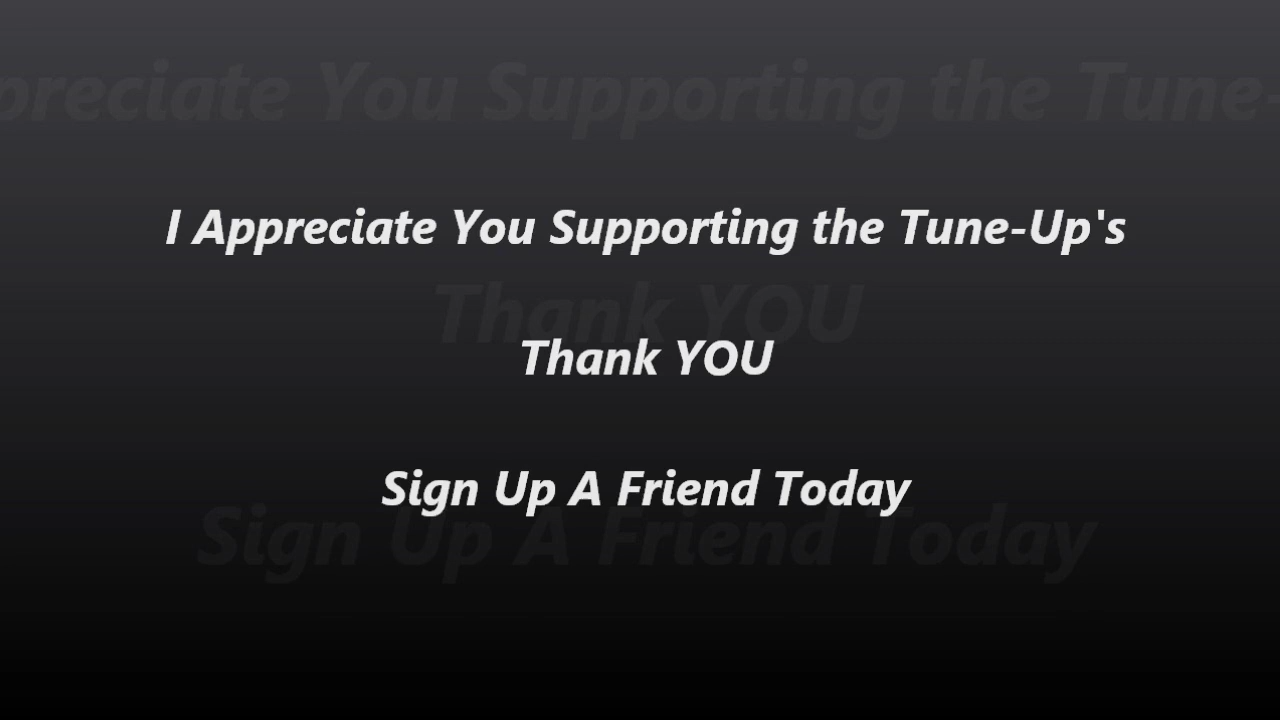 I Appreciate You Supporting the Tune-Up's
Thank YOU
Sign Up A Friend Today